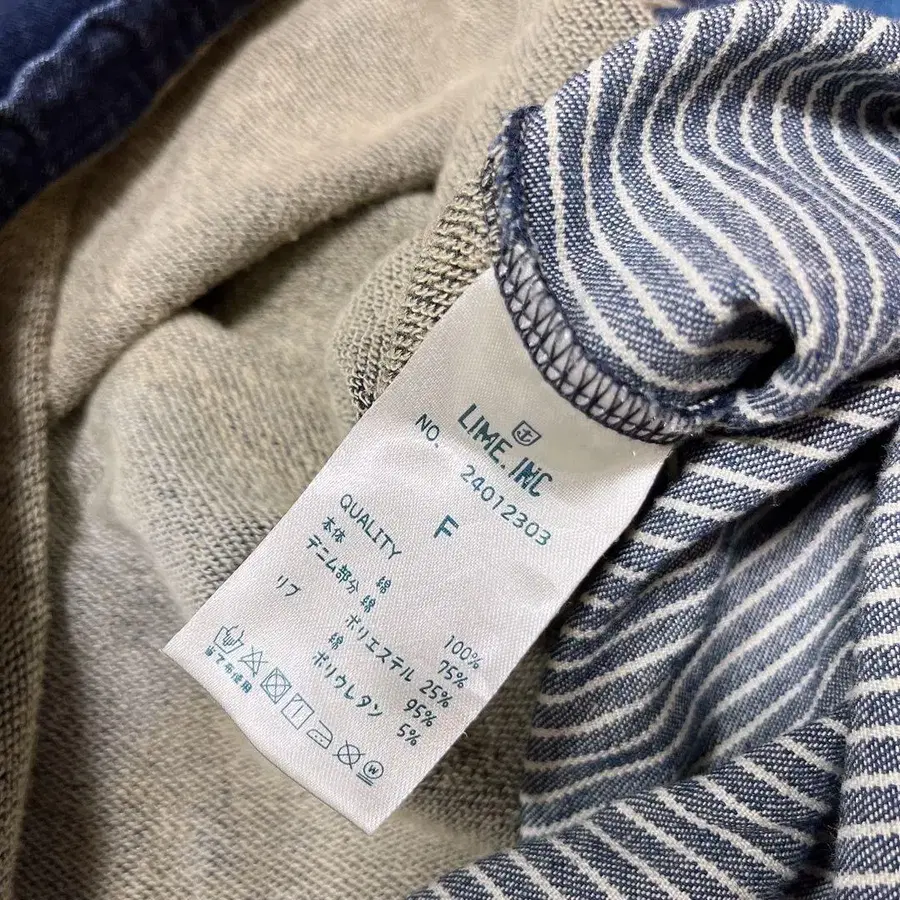 LIME.INC
NO. 24012303
F
QUALITY
本体 綿 100%
デニム部分 綿 75%
ポリエステル 25%
リブ 綿 95%
ポリウレタン 5%
当て布使用
W